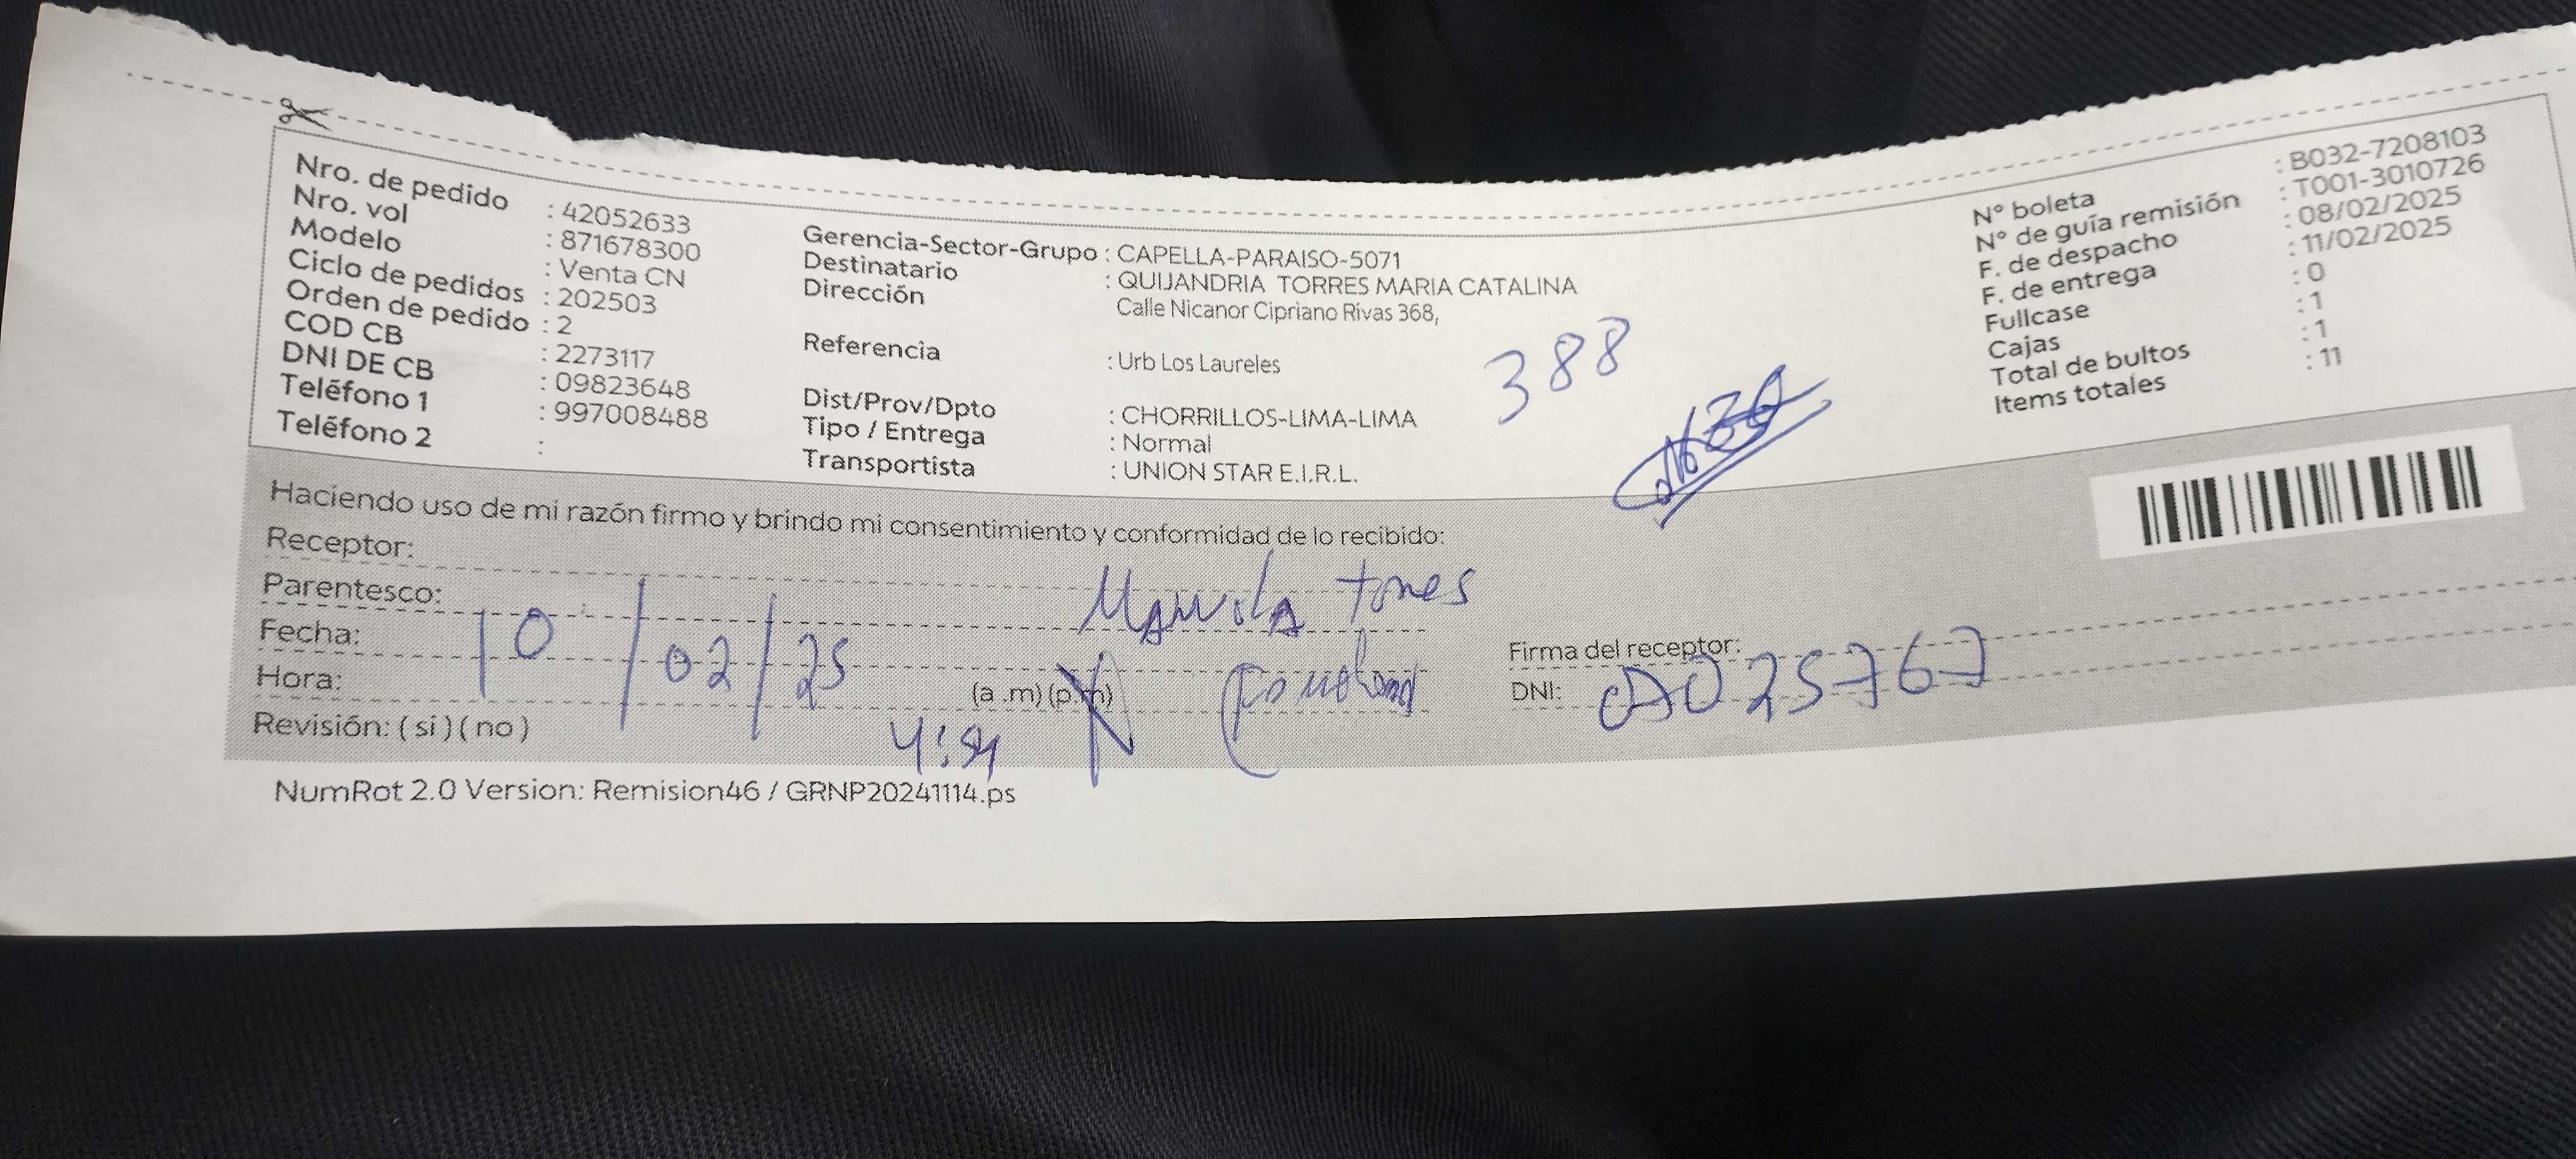 Nro. de pedido : 42052633
Nro. vol : 871678300
Modelo : Venta CN
Ciclo de pedidos : 202503
Orden de pedido : 2
COD CB : 2273117
DNI DE CB : 09823648
Teléfono 1 : 997008488
Teléfono 2 :
Gerencia-Sector-Grupo : CAPELLA-PARAISO-5071
Destinatario : QUIJANDRIA TORRES MARIA CATALINA
Dirección Calle Nicanor Cipriano Rivas 368,
Referencia : Urb Los Laureles
Dist/Prov/Dpto : CHORRILLOS-LIMA-LIMA
Tipo / Entrega : Normal
Transportista : UNION STAR E.I.R.L.
388
N° boleta : B032-7208103
N° de guía remisión : T001-3010726
F. de despacho : 08/02/2025
F. de entrega : 11/02/2025
Fullcase : 0
Cajas : 1
Total de bultos : 1
Items totales : 11
Haciendo uso de mi razón firmo y brindo mi consentimiento y conformidad de lo recibido:
Receptor:
Parentesco:
Fecha: 10/02/25
Hora: 4:51 (a .m) (p.m)
Revisión: ( si ) ( no )
Firma del receptor:
DNI: 07025767
NumRot 2.0 Version: Remision46 / GRNP20241114.ps